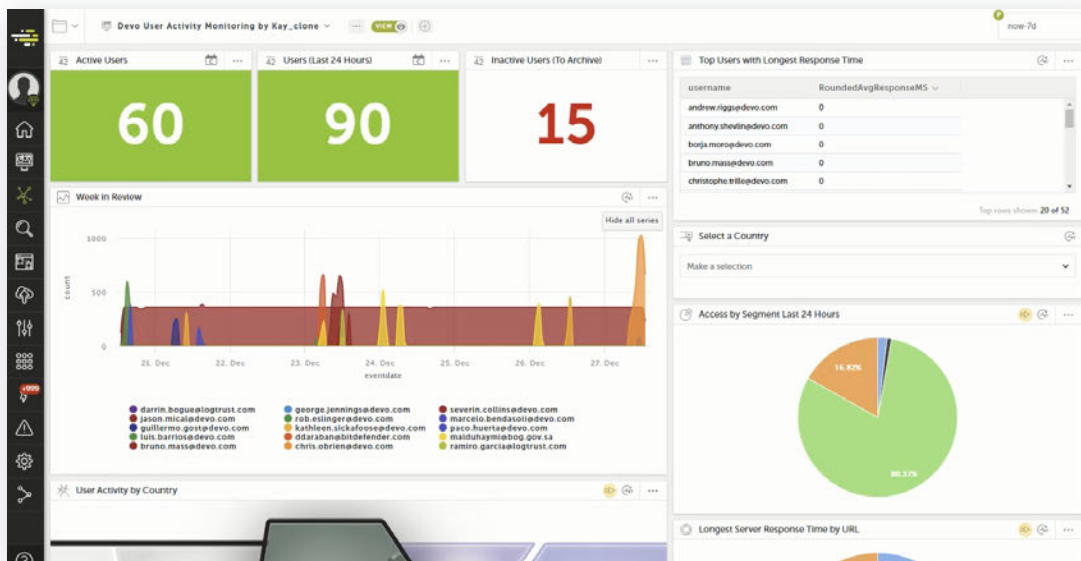 Devo User Activity Monitoring by Kay_clone
VIEW
now-7d
Active Users
60
Users (Last 24 Hours)
90
Inactive Users (To Archive)
15
Top Users with Longest Response Time
username RoundedAvgResponseMS
andrew.riggs@devo.com 0
anthony.shevlin@devo.com 0
borja.moro@devo.com 0
bruno.mass@devo.com 0
christophe.trille@devo.com 0
Top rows shown: 20 of 52
Week in Review
Hide all series
1000
500
0
count
21. Dec 22. Dec 23. Dec 24. Dec 25. Dec 26. Dec 27. Dec
eventdate
darrin.bogue@logtrust.com george.jennings@devo.com severin.collins@devo.com
jason.mical@devo.com rob.eslinger@devo.com marcelo.bendasoli@devo.com
guillermo.gost@devo.com kathleen.sickafoose@devo.com paco.huerta@devo.com
luis.barrios@devo.com ddaraban@bitdefender.com malduhaymi@bog.gov.sa
bruno.mass@devo.com chris.obrien@devo.com ramiro.garcia@logtrust.com
Select a Country
Make a selection
Access by Segment Last 24 Hours
16.82%
80.37%
+999
User Activity by Country
Longest Server Response Time by URL